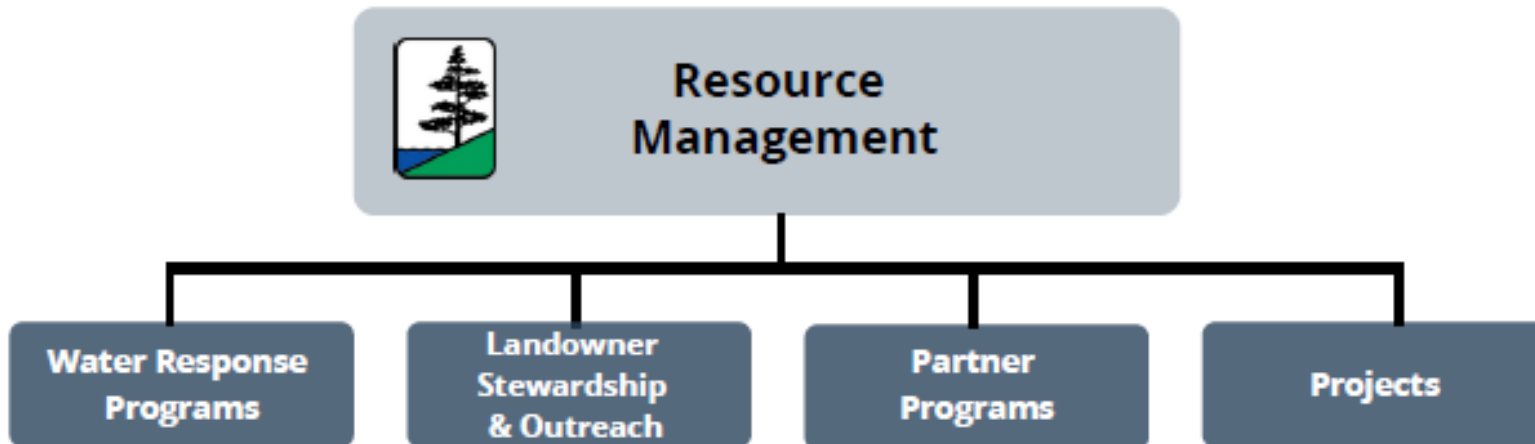 Resource
Management
Water Response
Programs
Landowner
Stewardship
& Outreach
Partner
Programs
Projects